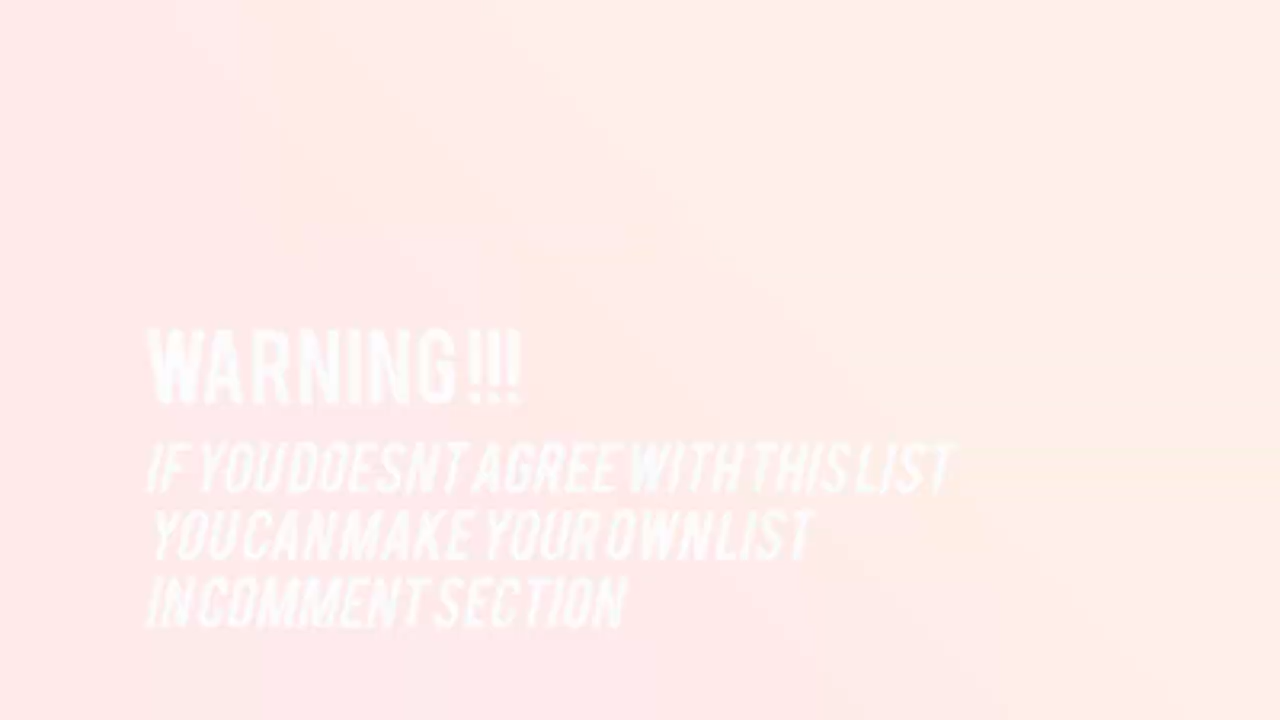 WARNING !!!
IF YOU DOESNT AGREE WITH THIS LIST
YOU CAN MAKE YOUR OWN LIST
IN COMMENT SECTION